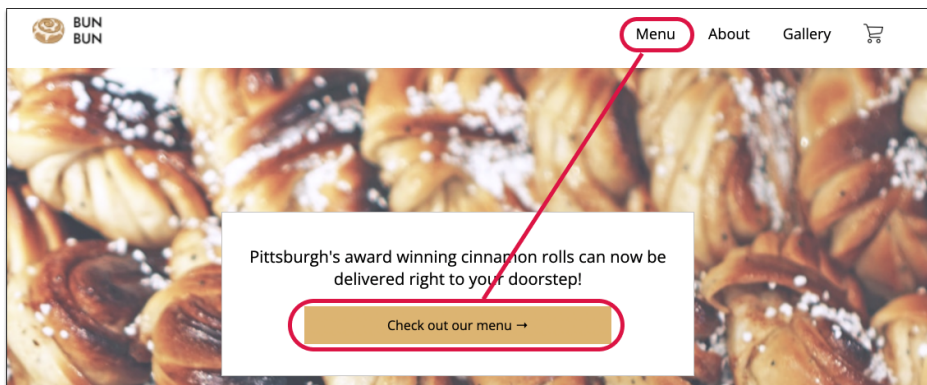 BUN
BUN
Menu About Gallery
Pittsburgh's award winning cinnamon rolls can now be
delivered right to your doorstep!
Check out our menu →